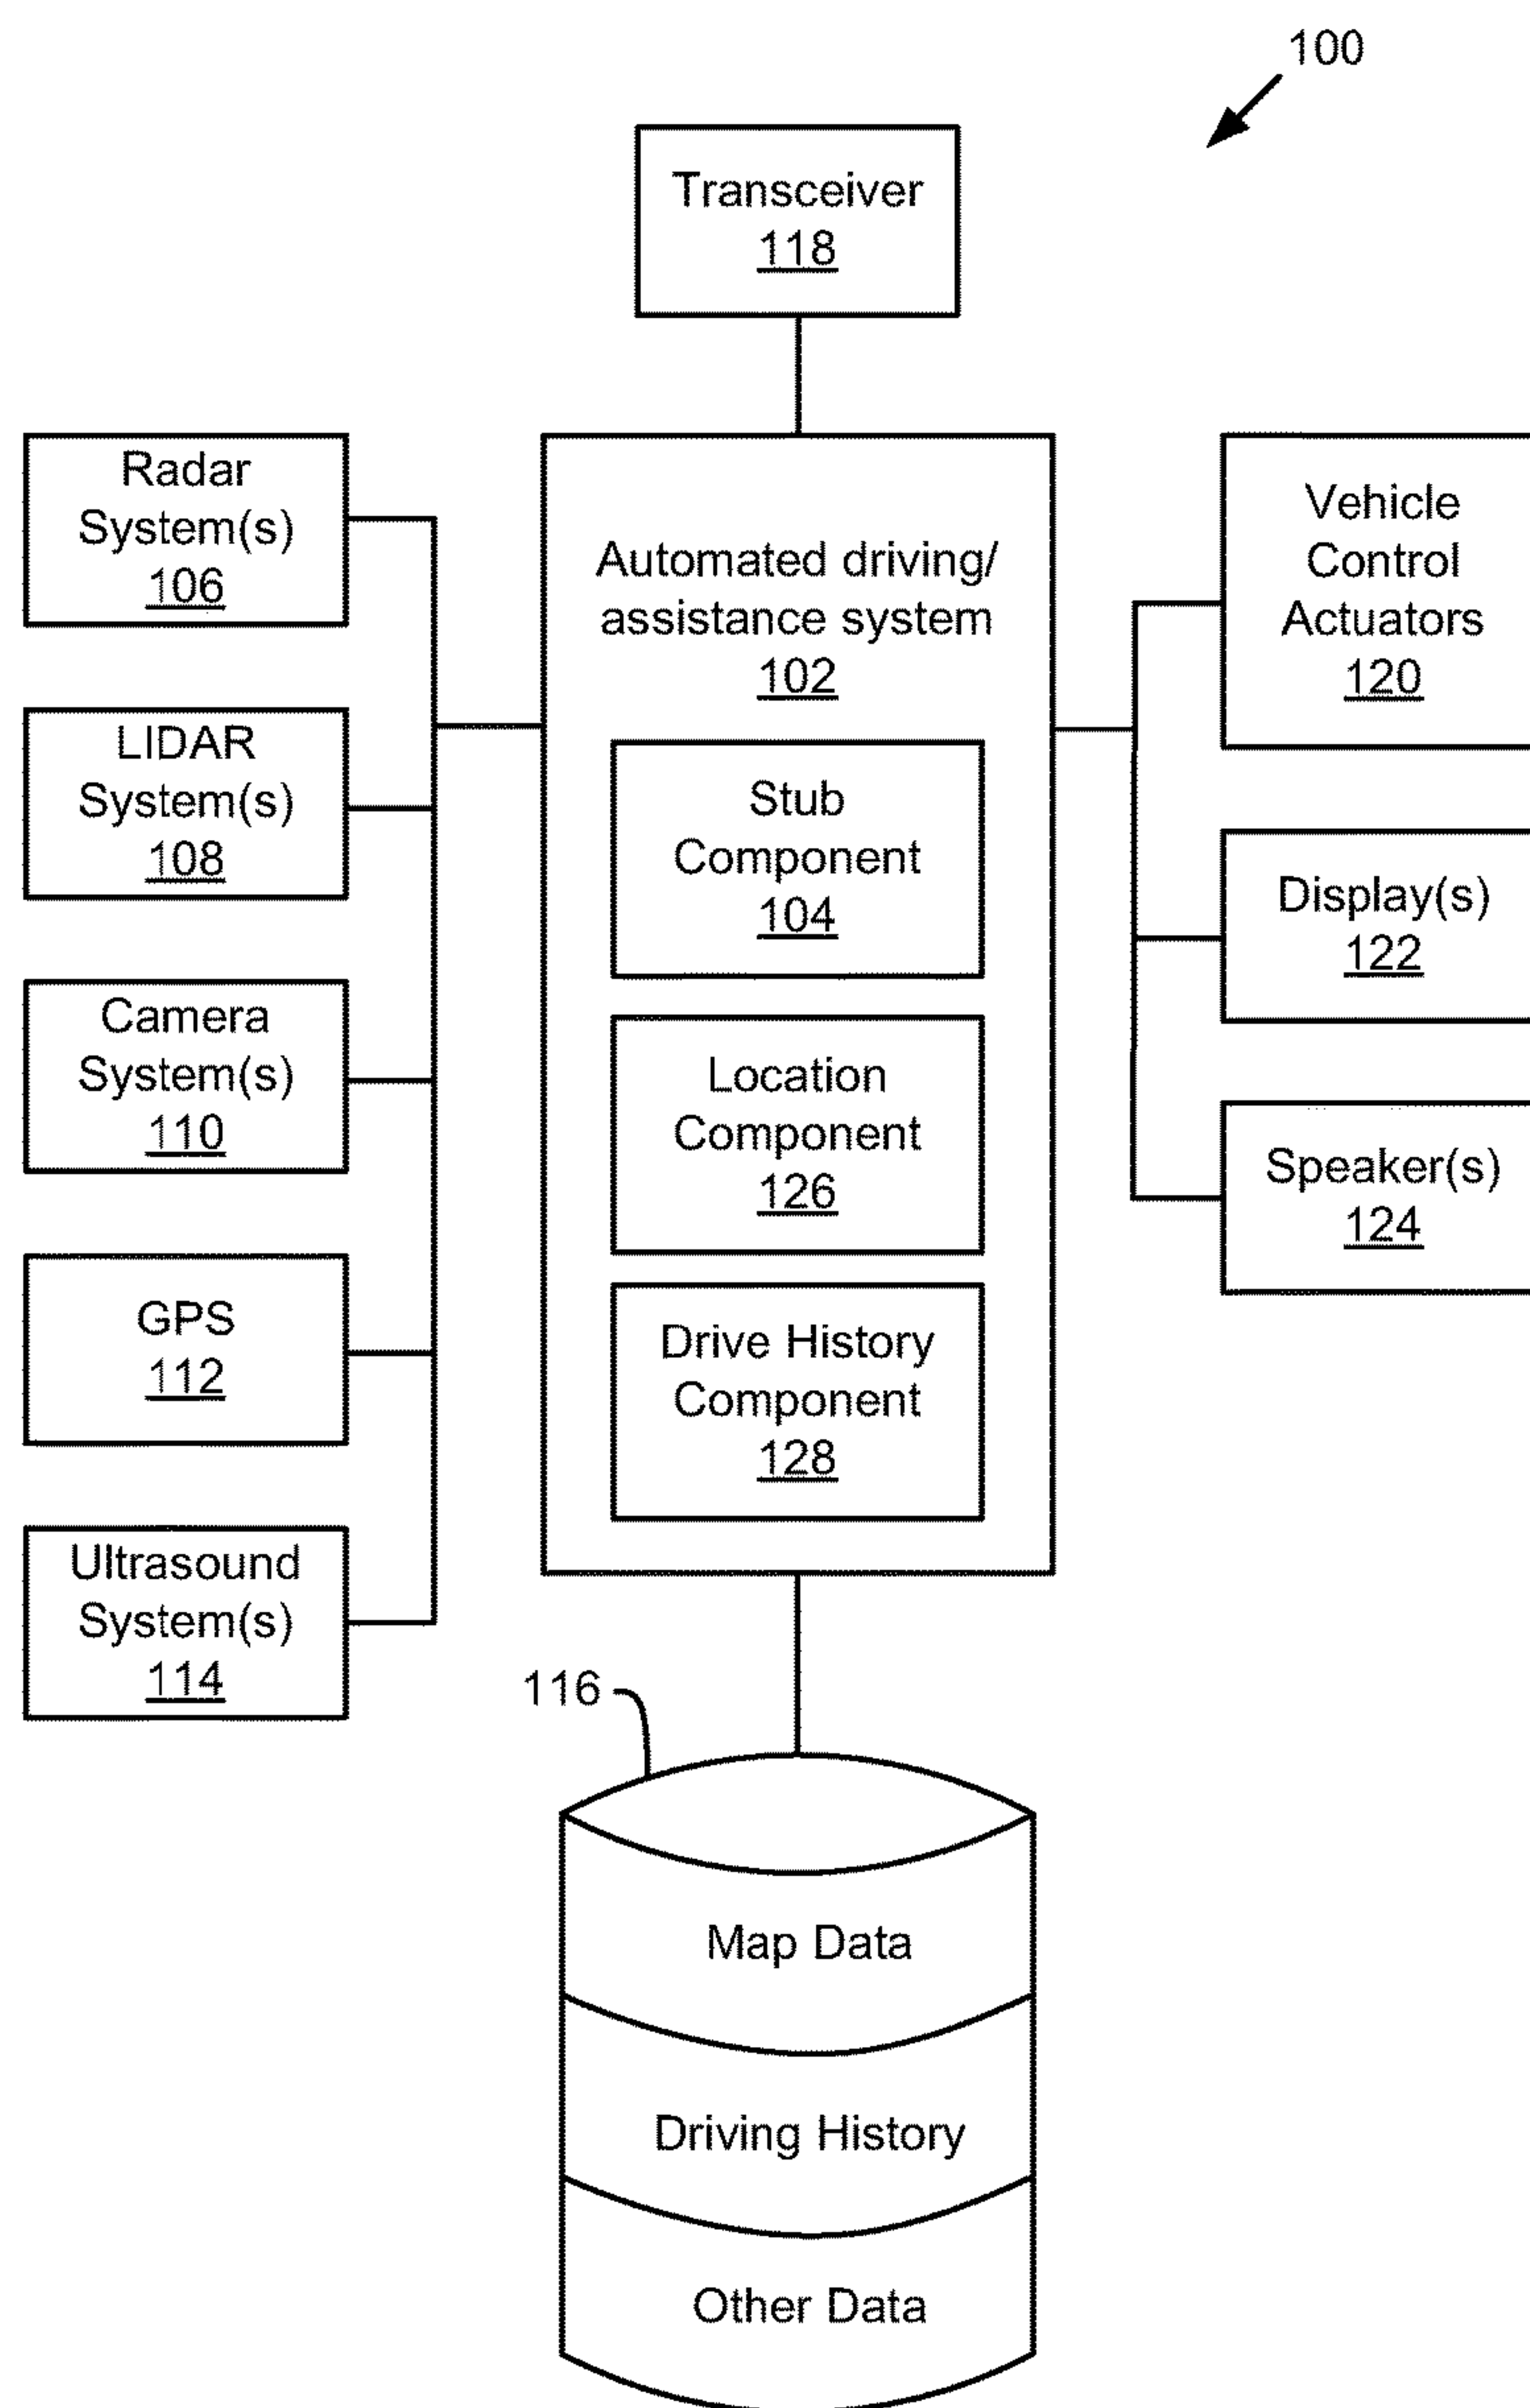 100
Transceiver
118
Radar
System(s)
106
LIDAR
System(s)
108
Camera
System(s)
110
GPS
112
Ultrasound
System(s)
114
Automated driving/
assistance system
102
Stub
Component
104
Location
Component
126
Drive History
Component
128
Vehicle
Control
Actuators
120
Display(s)
122
Speaker(s)
124
116
Map Data
Driving History
Other Data